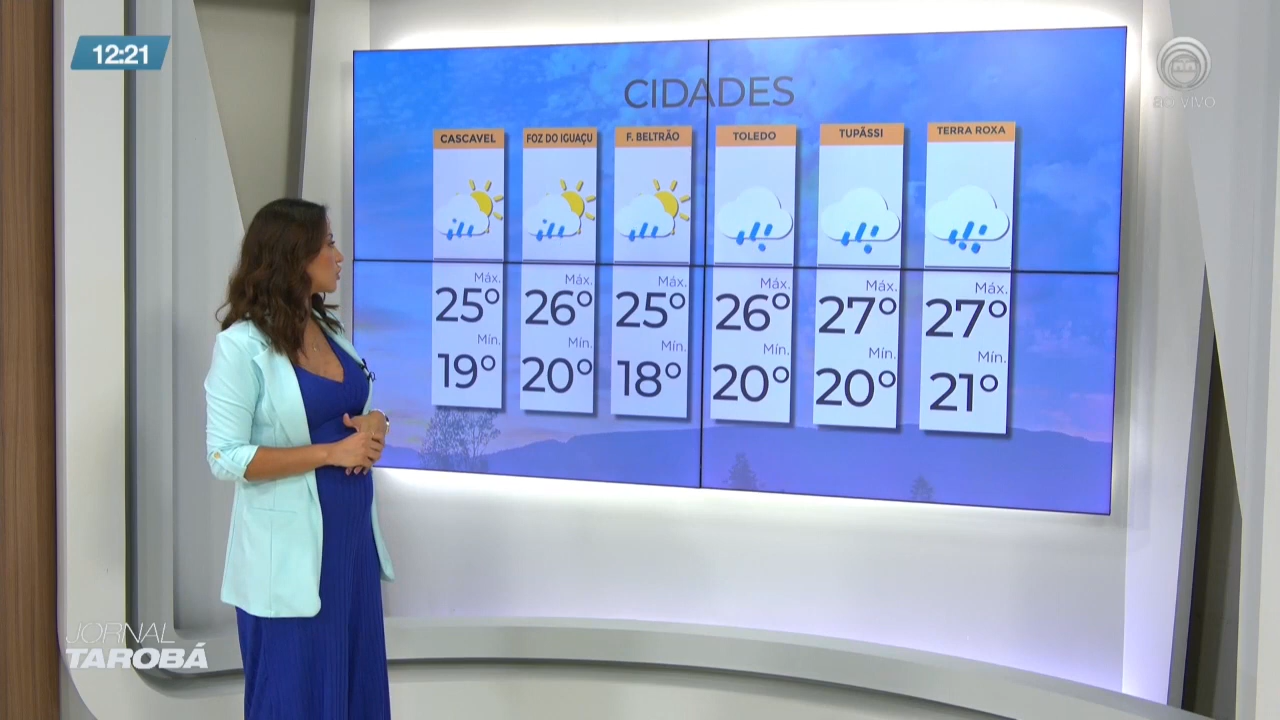 12:21
AO VIVO
CIDADES
CASCAVEL
FOZ DO IGUAÇU
F. BELTRÃO
TOLEDO
TUPÃSSI
TERRA ROXA
Máx.
25°
Mín.
19°
Máx.
26°
Mín.
20°
Máx.
25°
Mín.
18°
Máx.
26°
Mín.
20°
Máx.
27°
Mín.
20°
Máx.
27°
Mín.
21°
JORNAL
TAROBÁ